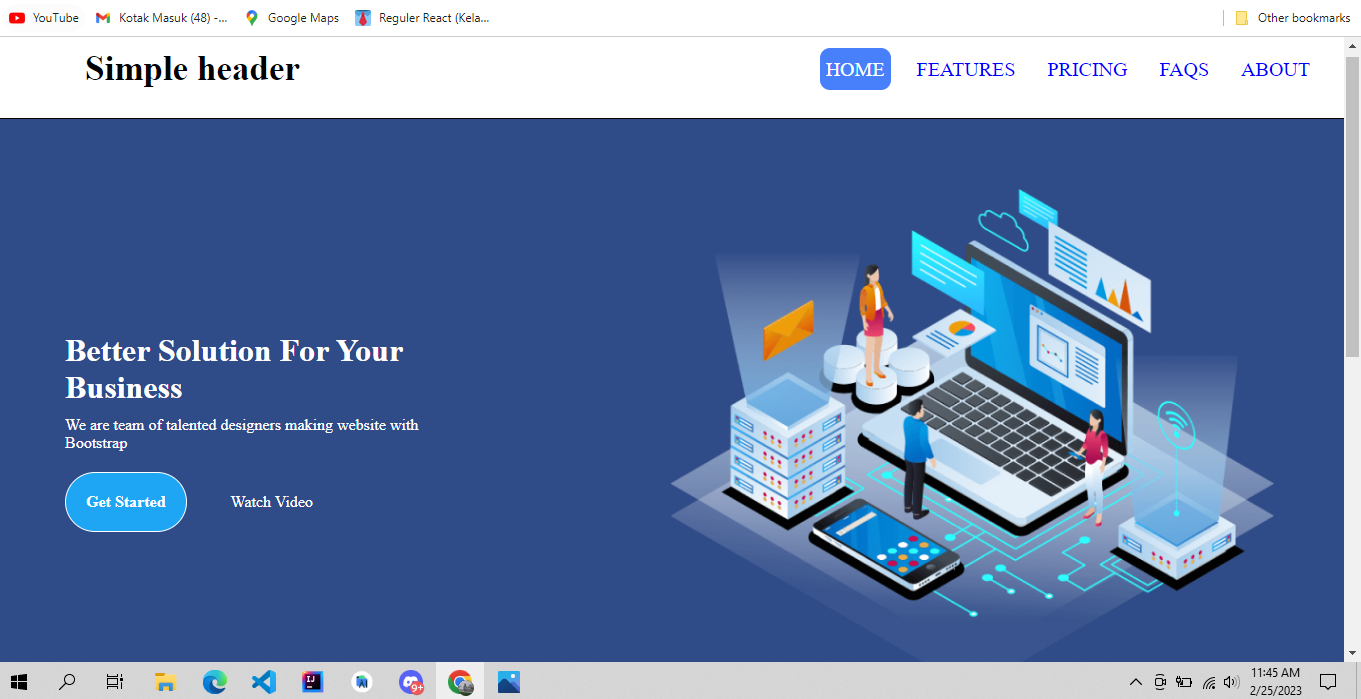 YouTube
Kotak Masuk (48) -...
Google Maps
Reguler React (Kela...
Other bookmarks
Simple header
HOME
FEATURES
PRICING
FAQS
ABOUT
Better Solution For Your
Business
We are team of talented designers making website with
Bootstrap
Get Started
Watch Video
IJ
9+
11:45 AM
2/25/2023